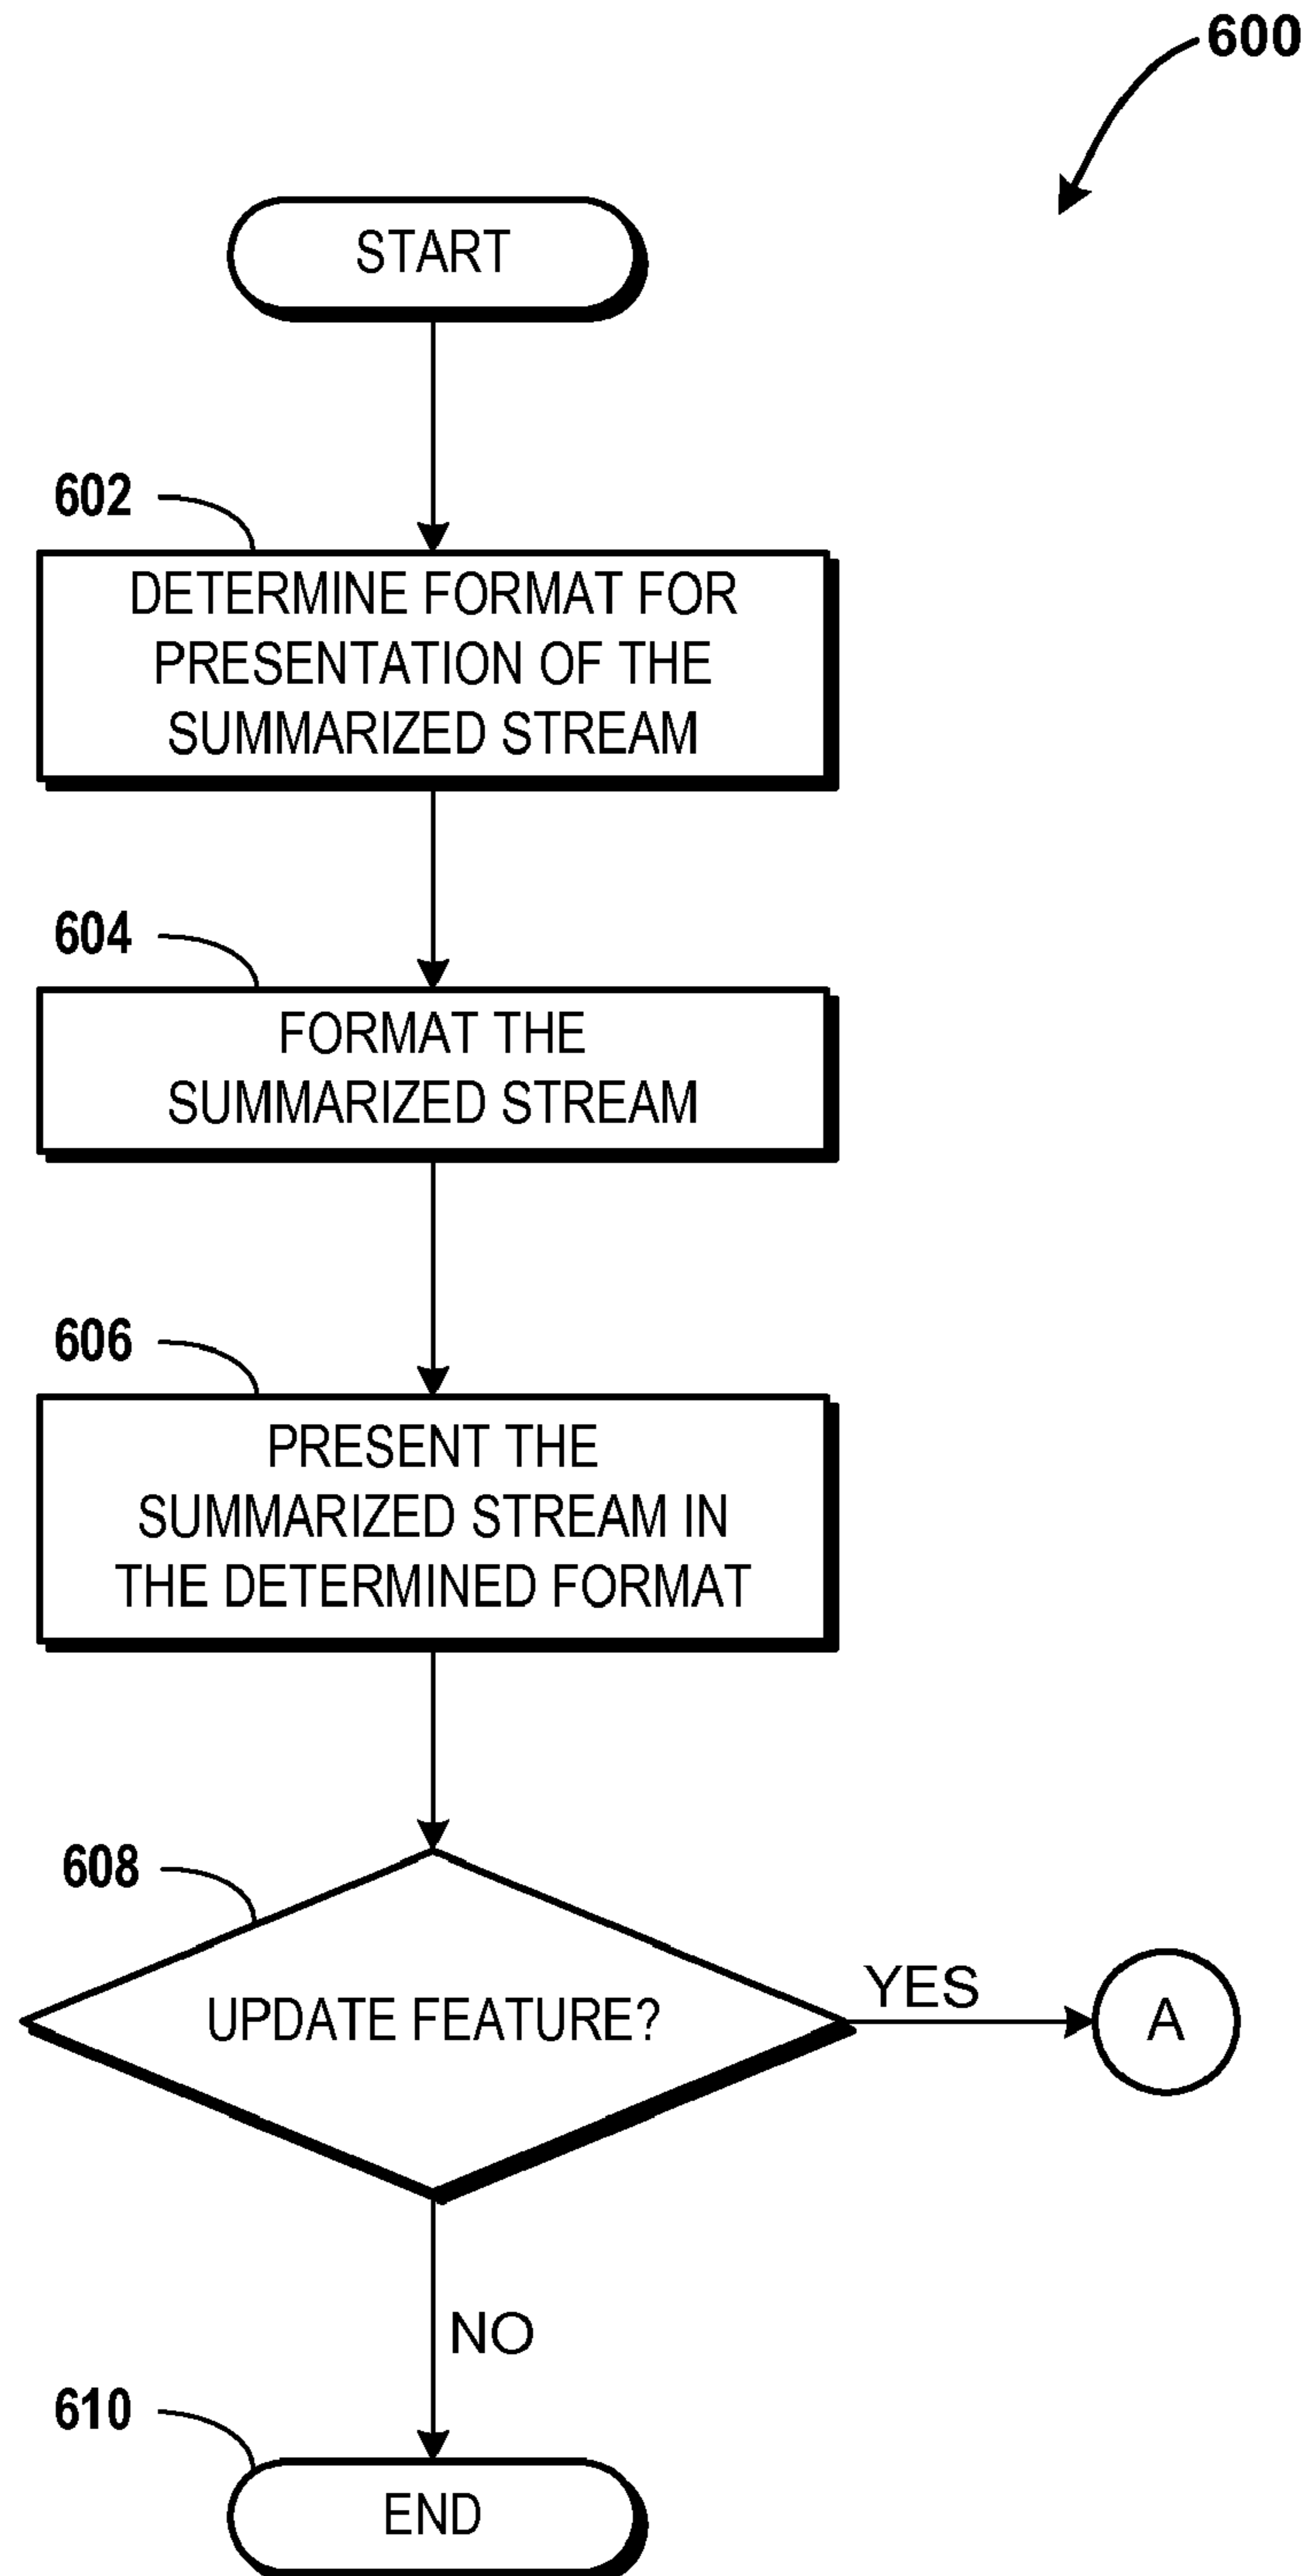 600
START
602
DETERMINE FORMAT FOR
PRESENTATION OF THE
SUMMARIZED STREAM
604
FORMAT THE
SUMMARIZED STREAM
606
PRESENT THE
SUMMARIZED STREAM IN
THE DETERMINED FORMAT
608
UPDATE FEATURE?
YES
A
NO
610
END